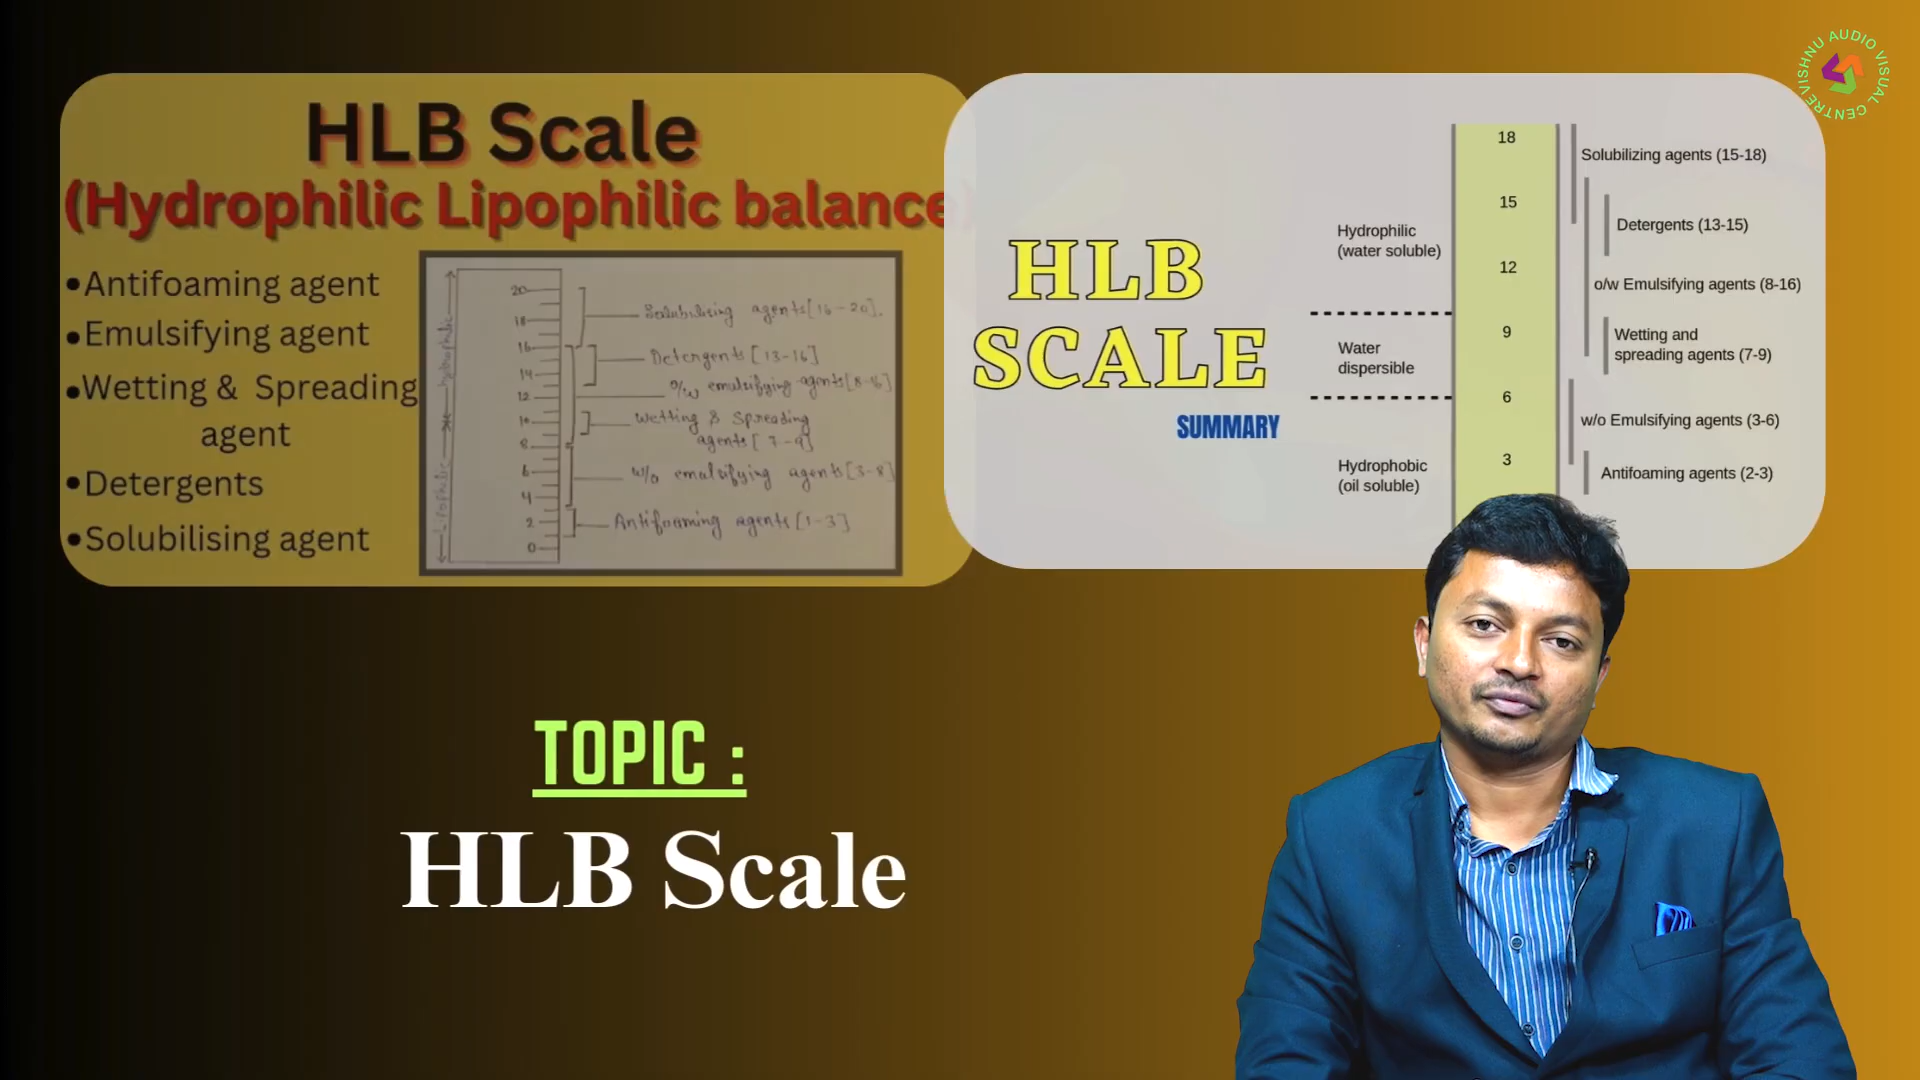 HLB Scale
(Hydrophilic Lipophilic balance)
•Antifoaming agent
•Emulsifying agent
•Wetting & Spreading
agent
•Detergents
•Solubilising agent
Lipophilic
hydrophilic
20
18
16
14
12
10
8
6
4
2
0
Solubilising agents[16-20].
Detergents [13-16]
o/w emulsifying agents[8-16]
Wetting & Spreading
agents[7-9]
w/o emulsifying agents[3-8]
Antifoaming agents[1-3]
HLB
SCALE
SUMMARY
Hydrophilic
(water soluble)
Water
dispersible
Hydrophobic
(oil soluble)
18
15
12
9
6
3
Solubilizing agents (15-18)
Detergents (13-15)
o/w Emulsifying agents (8-16)
Wetting and
spreading agents (7-9)
w/o Emulsifying agents (3-6)
Antifoaming agents (2-3)
VISHNU AUDIO VISUAL CENTRE
TOPIC :
HLB Scale